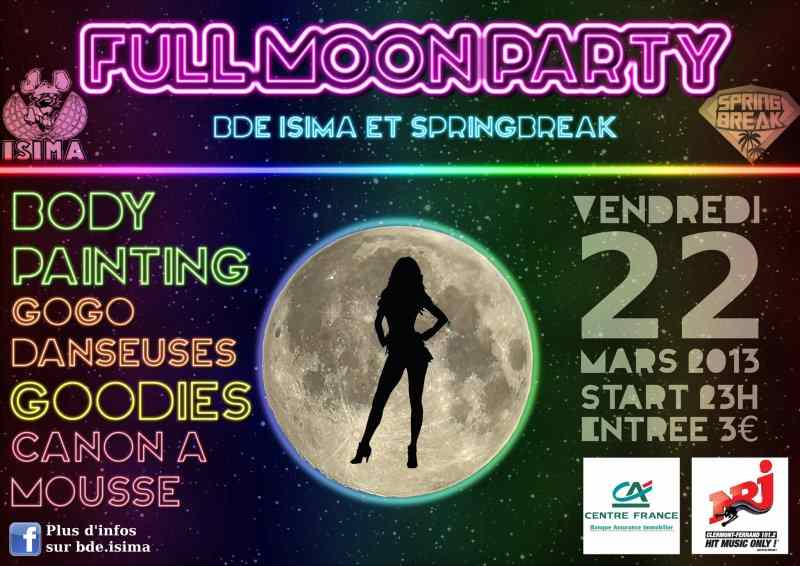 FULL MOON PARTY
BDE ISIMA ET SPRINGBREAK
ISIMA
SPRING
BREAK
BODY
PAINTING
GOGO
DANSEUSES
GOODIES
CANON A
MOUSSE
Plus d'infos
sur bde.isima
VENDREDI
22
MARS 2013
START 23H
ENTREE 3€
CA
CENTRE FRANCE
Banque Assurance Immobilier
NRJ
CLERMONT-FERRAND 101.2
HIT MUSIC ONLY !